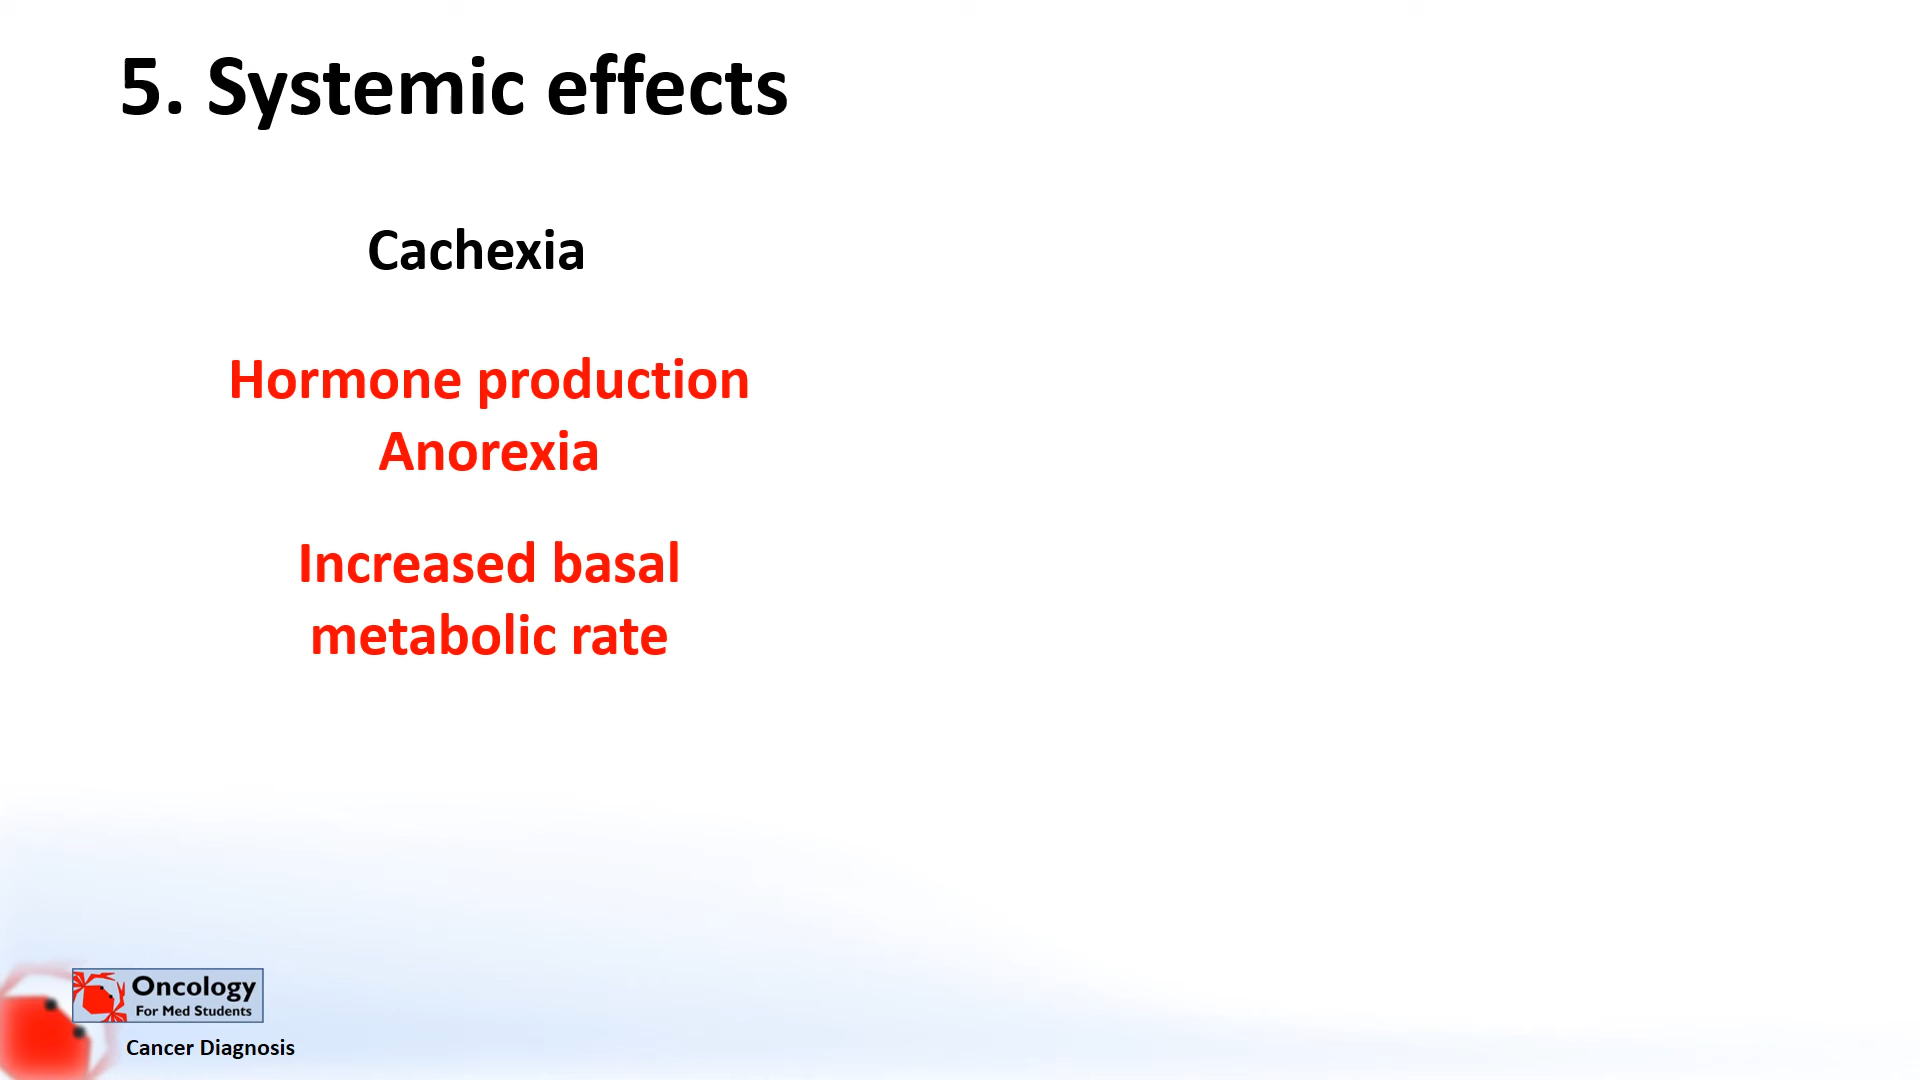 5. Systemic effects
Cachexia
Hormone production
Anorexia
Increased basal
metabolic rate
Oncology
For Med Students
Cancer Diagnosis